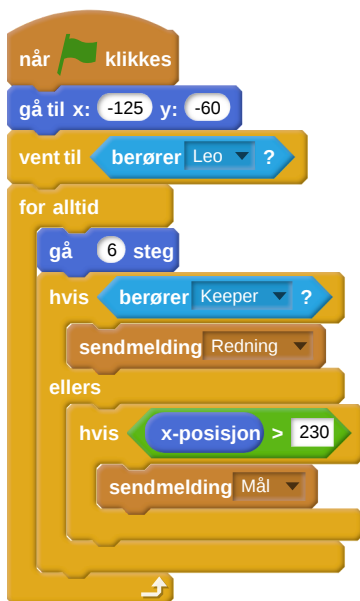 når klikkes
gå til x: -125 y: -60
vent til berører Leo ?
for alltid
gå 6 steg
hvis berører Keeper ?
sendmelding Redning
ellers
hvis x-posisjon > 230
sendmelding Mål